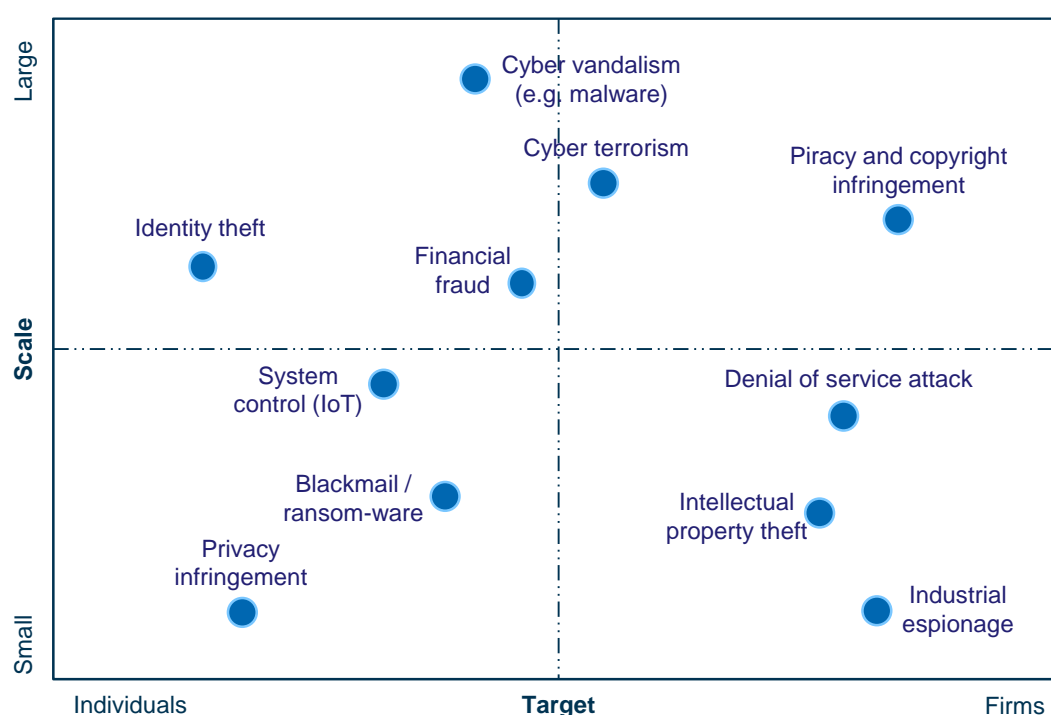 Large
Cyber vandalism
(e.g. malware)
Cyber terrorism
Piracy and copyright
infringement
Identity theft
Financial
fraud
Scale
System
control (IoT)
Denial of service attack
Blackmail /
ransom-ware
Intellectual
property theft
Privacy
infringement
Industrial
espionage
Small
Individuals
Target
Firms